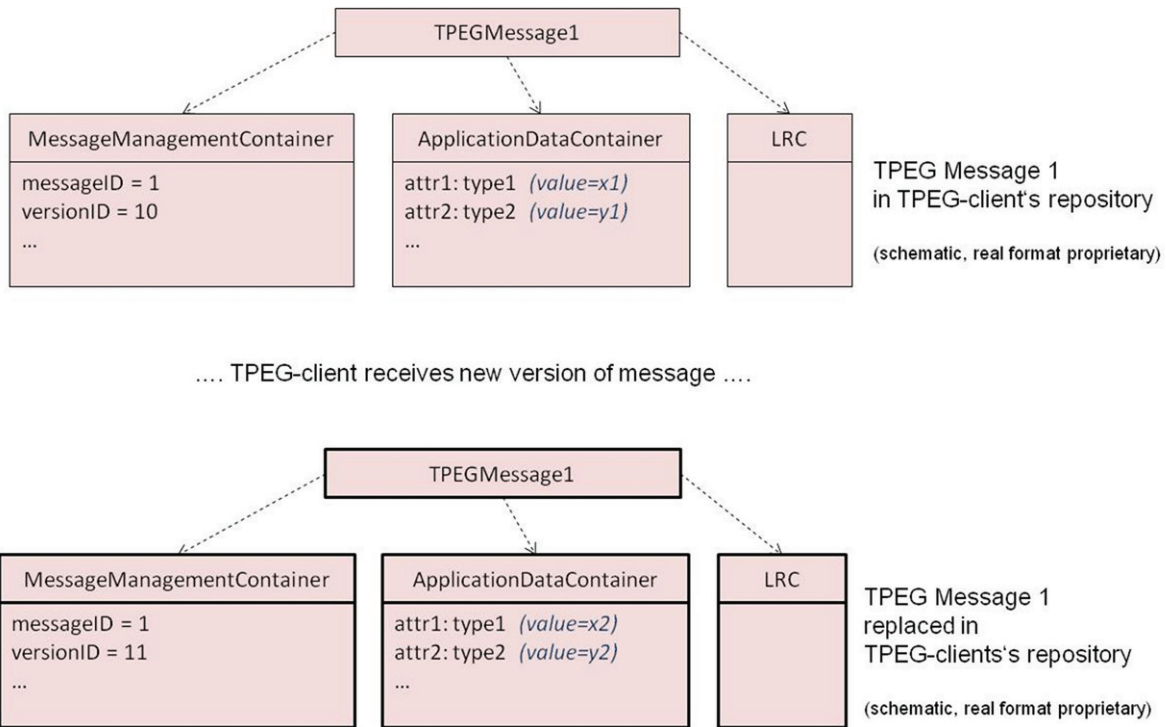 TPEGMessage1
MessageManagementContainer
messageID = 1
versionID = 10
...
ApplicationDataContainer
attr1: type1 (value=x1)
attr2: type2 (value=y1)
...
LRC
TPEG Message 1
in TPEG-client‘s repository
(schematic, real format proprietary)
.... TPEG-client receives new version of message ....
TPEGMessage1
MessageManagementContainer
messageID = 1
versionID = 11
...
ApplicationDataContainer
attr1: type1 (value=x2)
attr2: type2 (value=y2)
...
LRC
TPEG Message 1
replaced in
TPEG-clients‘s repository
(schematic, real format proprietary)